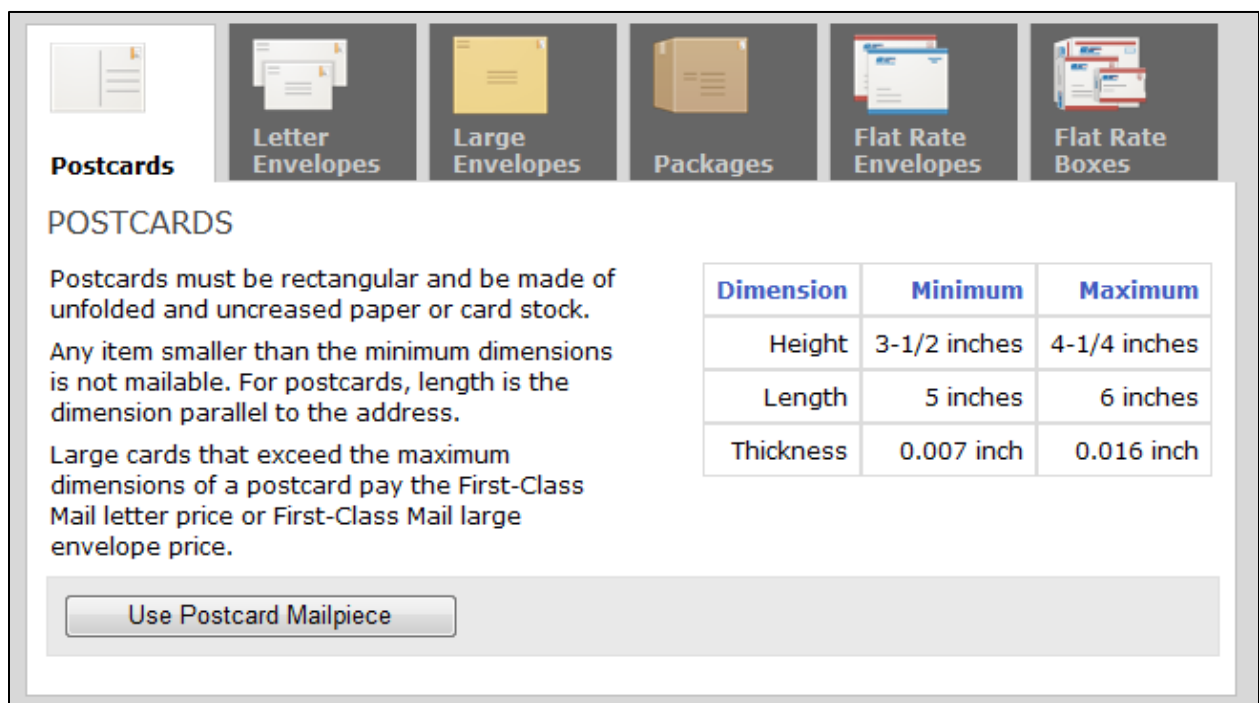 Postcards
Letter
Envelopes
Large
Envelopes
Packages
Flat Rate
Envelopes
Flat Rate
Boxes
POSTCARDS
Postcards must be rectangular and be made of
unfolded and uncreased paper or card stock.
Any item smaller than the minimum dimensions
is not mailable. For postcards, length is the
dimension parallel to the address.
Large cards that exceed the maximum
dimensions of a postcard pay the First-Class
Mail letter price or First-Class Mail large
envelope price.
Dimension Minimum Maximum
Height 3-1/2 inches 4-1/4 inches
Length 5 inches 6 inches
Thickness 0.007 inch 0.016 inch
Use Postcard Mailpiece